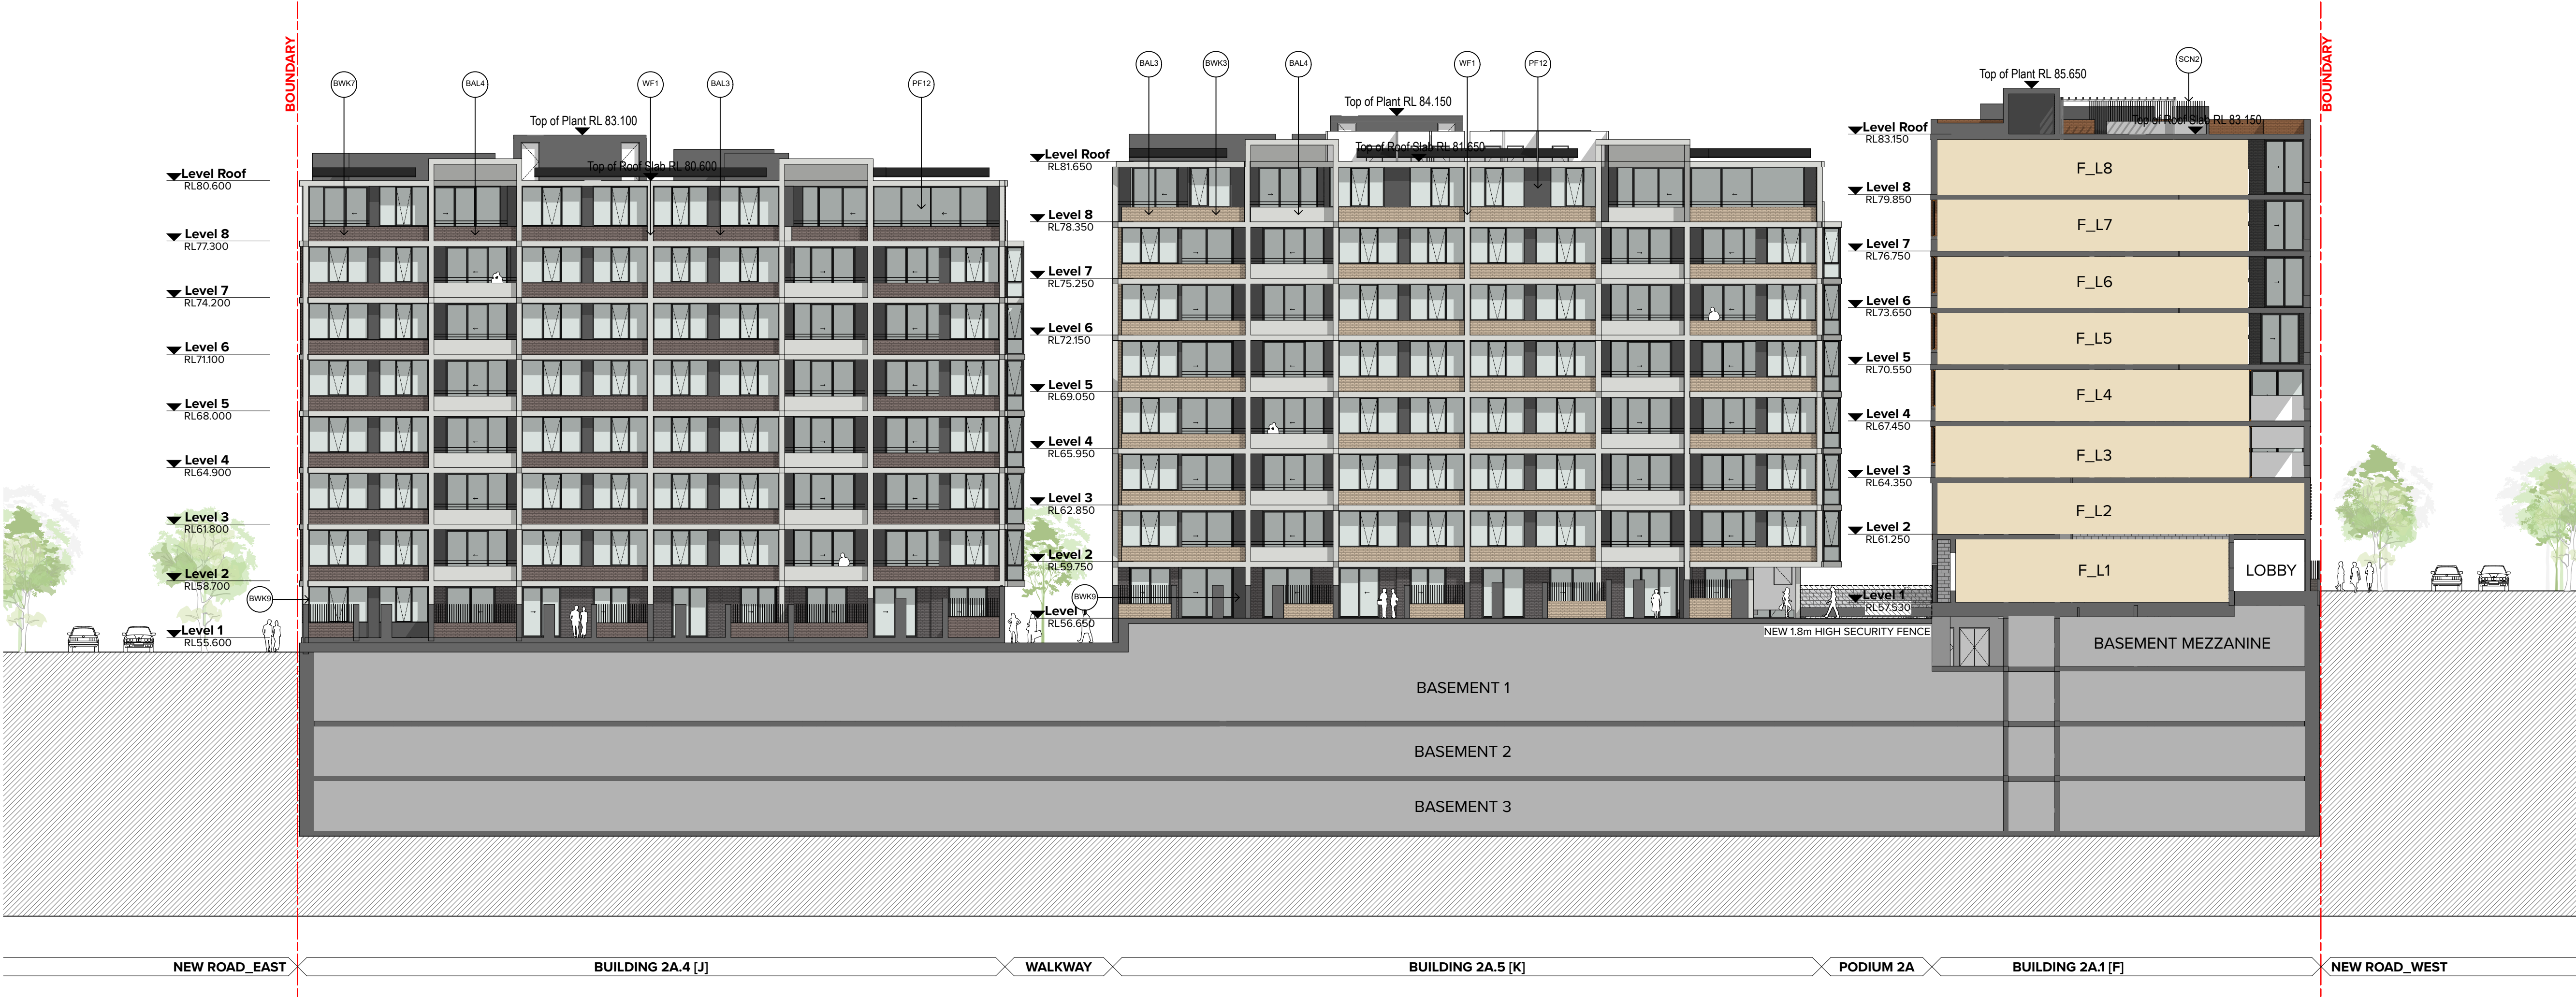 BOUNDARY
BOUNDARY
BWK7
BAL4
WF1
BAL3
PF12
BAL3
BWK3
BAL4
WF1
PF12
SCN2
Top of Plant RL 83.100
Top of Roof Slab RL 80.600
Top of Plant RL 84.150
Top of Roof Slab RL 81.650
Top of Plant RL 85.650
Top of Roof Slab RL 83.150
Level Roof
RL80.600
Level 8
RL77.300
Level 7
RL74.200
Level 6
RL71.100
Level 5
RL68.000
Level 4
RL64.900
Level 3
RL61.800
Level 2
RL58.700
BWK9
Level 1
RL55.600
Level Roof
RL81.650
Level 8
RL78.350
Level 7
RL75.250
Level 6
RL72.150
Level 5
RL69.050
Level 4
RL65.950
Level 3
RL62.850
Level 2
RL59.750
BWK9
Level
RL56.650
Level Roof
RL83.150
Level 8
RL79.850
Level 7
RL76.750
Level 6
RL73.650
Level 5
RL70.550
Level 4
RL67.450
Level 3
RL64.350
Level 2
RL61.250
Level 1
RL57.530
NEW 1.8m HIGH SECURITY FENCE
F_L8
F_L7
F_L6
F_L5
F_L4
F_L3
F_L2
F_L1
LOBBY
BASEMENT MEZZANINE
BASEMENT 1
BASEMENT 2
BASEMENT 3
NEW ROAD_EAST
BUILDING 2A.4 [J]
WALKWAY
BUILDING 2A.5 [K]
PODIUM 2A
BUILDING 2A.1 [F]
NEW ROAD_WEST